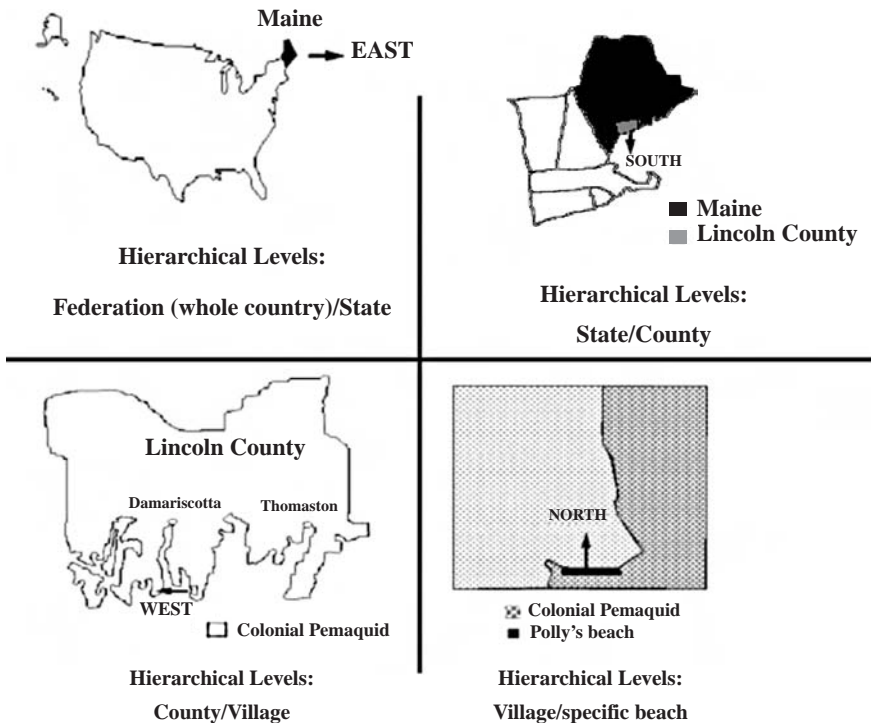 Maine
EAST
Hierarchical Levels:
Federation (whole country)/State
SOUTH
Maine
Lincoln County
Hierarchical Levels:
State/County
Lincoln County
Damariscotta
Thomaston
WEST
Colonial Pemaquid
Hierarchical Levels:
County/Village
NORTH
Colonial Pemaquid
Polly's beach
Hierarchical Levels:
Village/specific beach